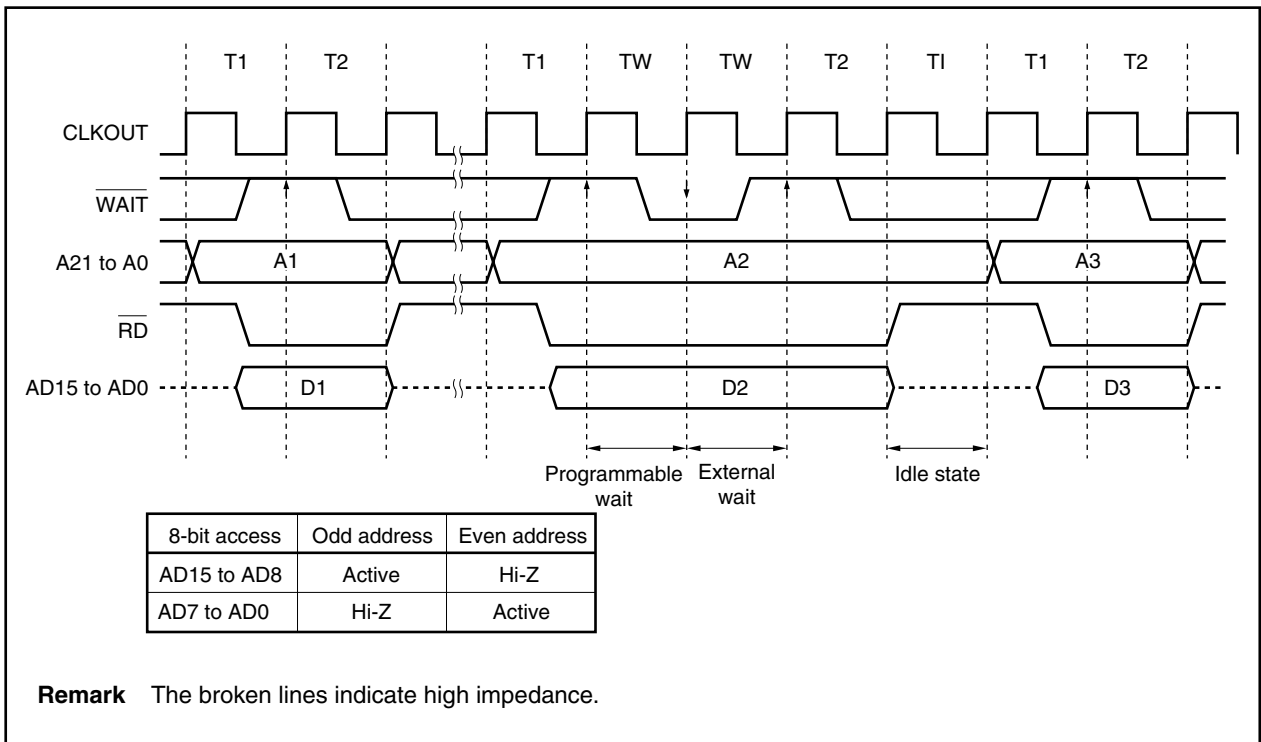 T1 T2 T1 TW TW T2 TI T1 T2
CLKOUT
WAIT
A21 to A0 A1 A2 A3
RD
AD15 to AD0 D1 D2 D3
Programmable wait
External wait
Idle state
8-bit access Odd address Even address
AD15 to AD8 Active Hi-Z
AD7 to AD0 Hi-Z Active
Remark The broken lines indicate high impedance.